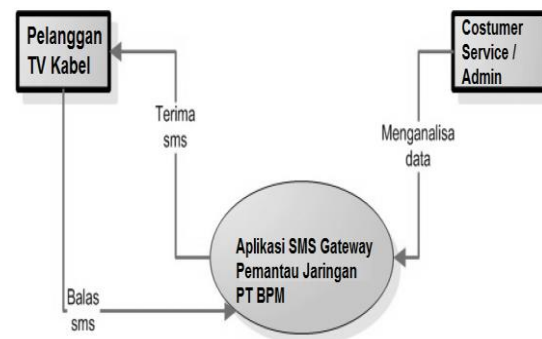 Pelanggan
TV Kabel
Costumer
Service /
Admin
Terima
sms
Menganalisa
data
Aplikasi SMS Gateway
Pemantau Jaringan
PT BPM
Balas
sms